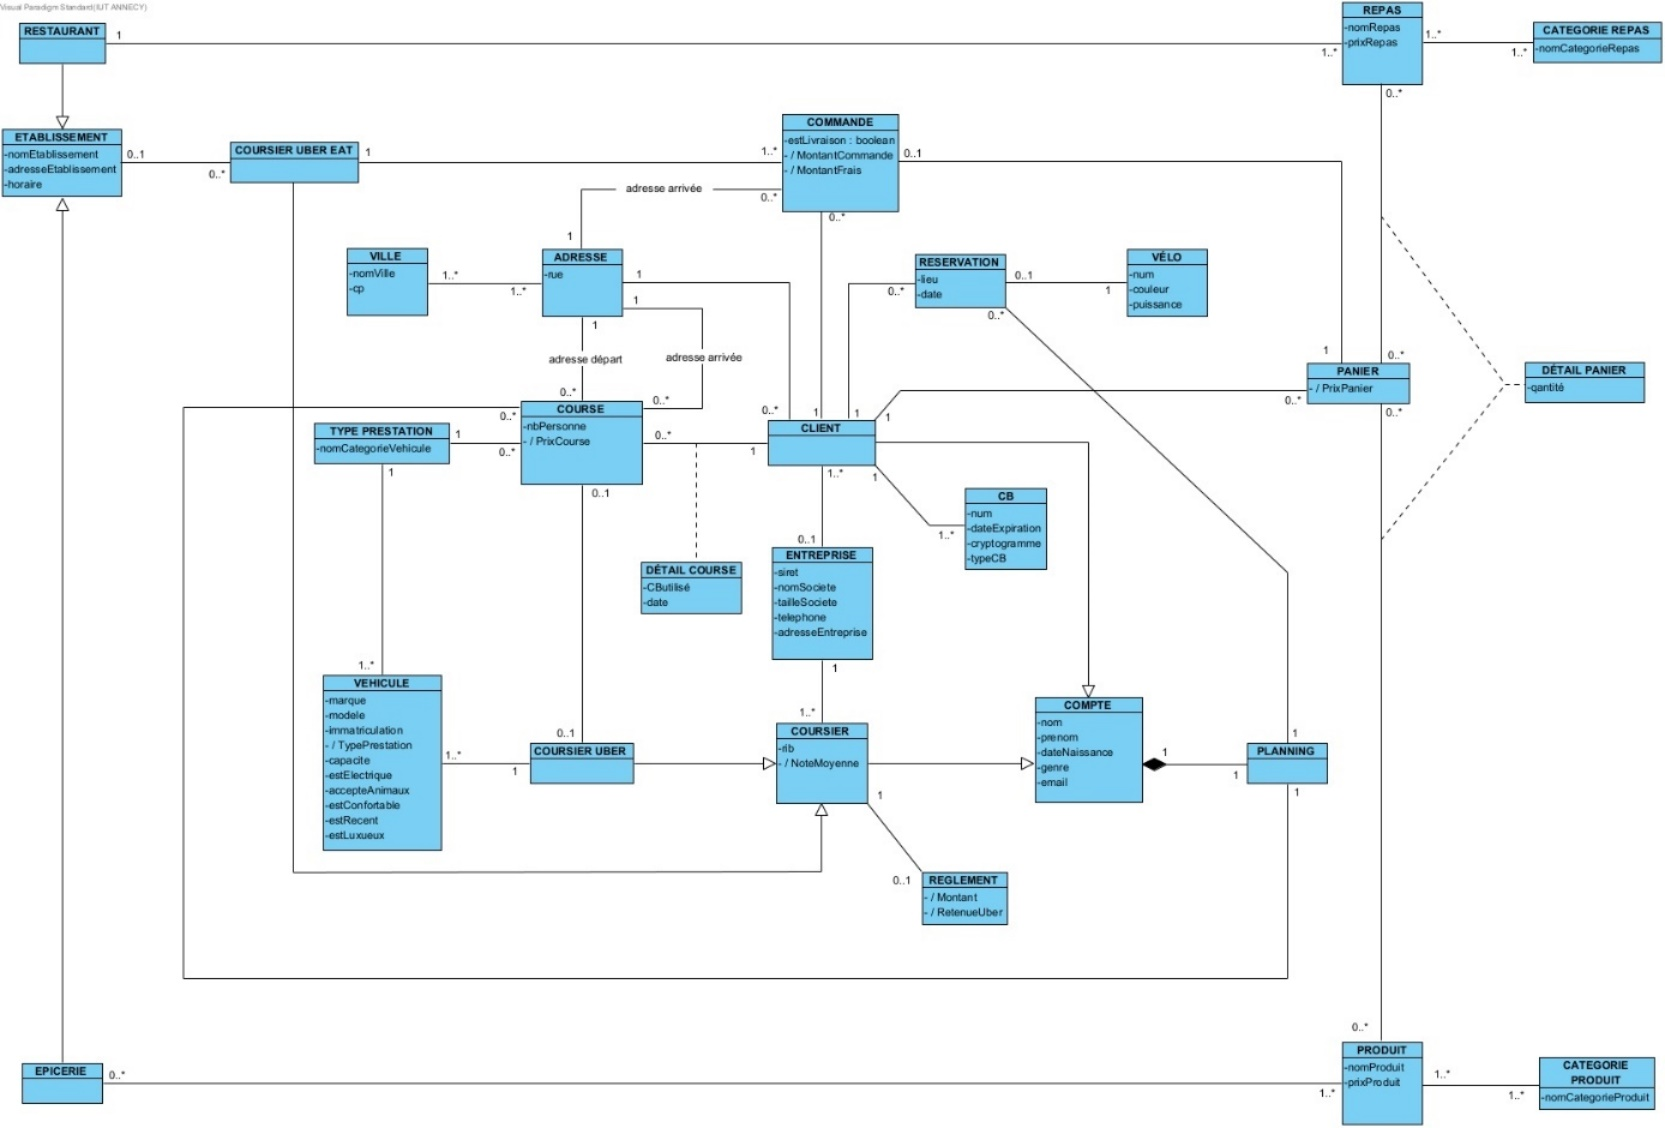 Visual Paradigm Standard(IUT ANNECY)
RESTAURANT
1
1..*
REPAS
-nomRepas
-prixRepas
1..*
1..*
CATEGORIE REPAS
-nomCategorieRepas
0..*
ETABLISSEMENT
-nomEtablissement
-adresseEtablissement
-horaire
0..1
0..*
COURSIER UBER EAT
1
1..*
COMMANDE
-estLivraison : boolean
- / MontantCommande
- / MontantFrais
0..1
adresse arrivée
0..*
0..*
1
VILLE
-nomVille
-cp
1..*
1..*
ADRESSE
-rue
1
1
1
RESERVATION
-lieu
-date
0..*
0..1
1
0..*
VÉLO
-num
-couleur
-puissance
adresse départ
adresse arrivée
1
0..*
PANIER
- / PrixPanier
0..*
0..*
DÉTAIL PANIER
-qantité
0..*
0..*
0..*
COURSE
-nbPersonne
- / PrixCourse
0..*
1
1
1
CLIENT
TYPE PRESTATION
-nomCategorieVehicule
1
0..*
0..*
1
1
0..1
1..*
1
CB
-num
-dateExpiration
-cryptogramme
-typeCB
1..*
0..1
ENTREPRISE
-siret
-nomSociete
-tailleSociete
-telephone
-adresseEntreprise
1
DÉTAIL COURSE
-CButilisé
-date
1..*
VEHICULE
-marque
-modele
-immatriculation
- / TypePrestation
-capacite
-estElectrique
-accepteAnimaux
-estConfortable
-estRecent
-estLuxueux
1..*
1
0..1
COURSIER UBER
1..*
COURSIER
-rib
- / NoteMoyenne
1
COMPTE
-nom
-prenom
-dateNaissance
-genre
-email
1
1
1
PLANNING
1
0..1
REGLEMENT
- / Montant
- / RetenueUber
EPICERIE
0..*
1..*
0..*
PRODUIT
-nomProduit
-prixProduit
1..*
1..*
CATEGORIE
PRODUIT
-nomCategorieProduit